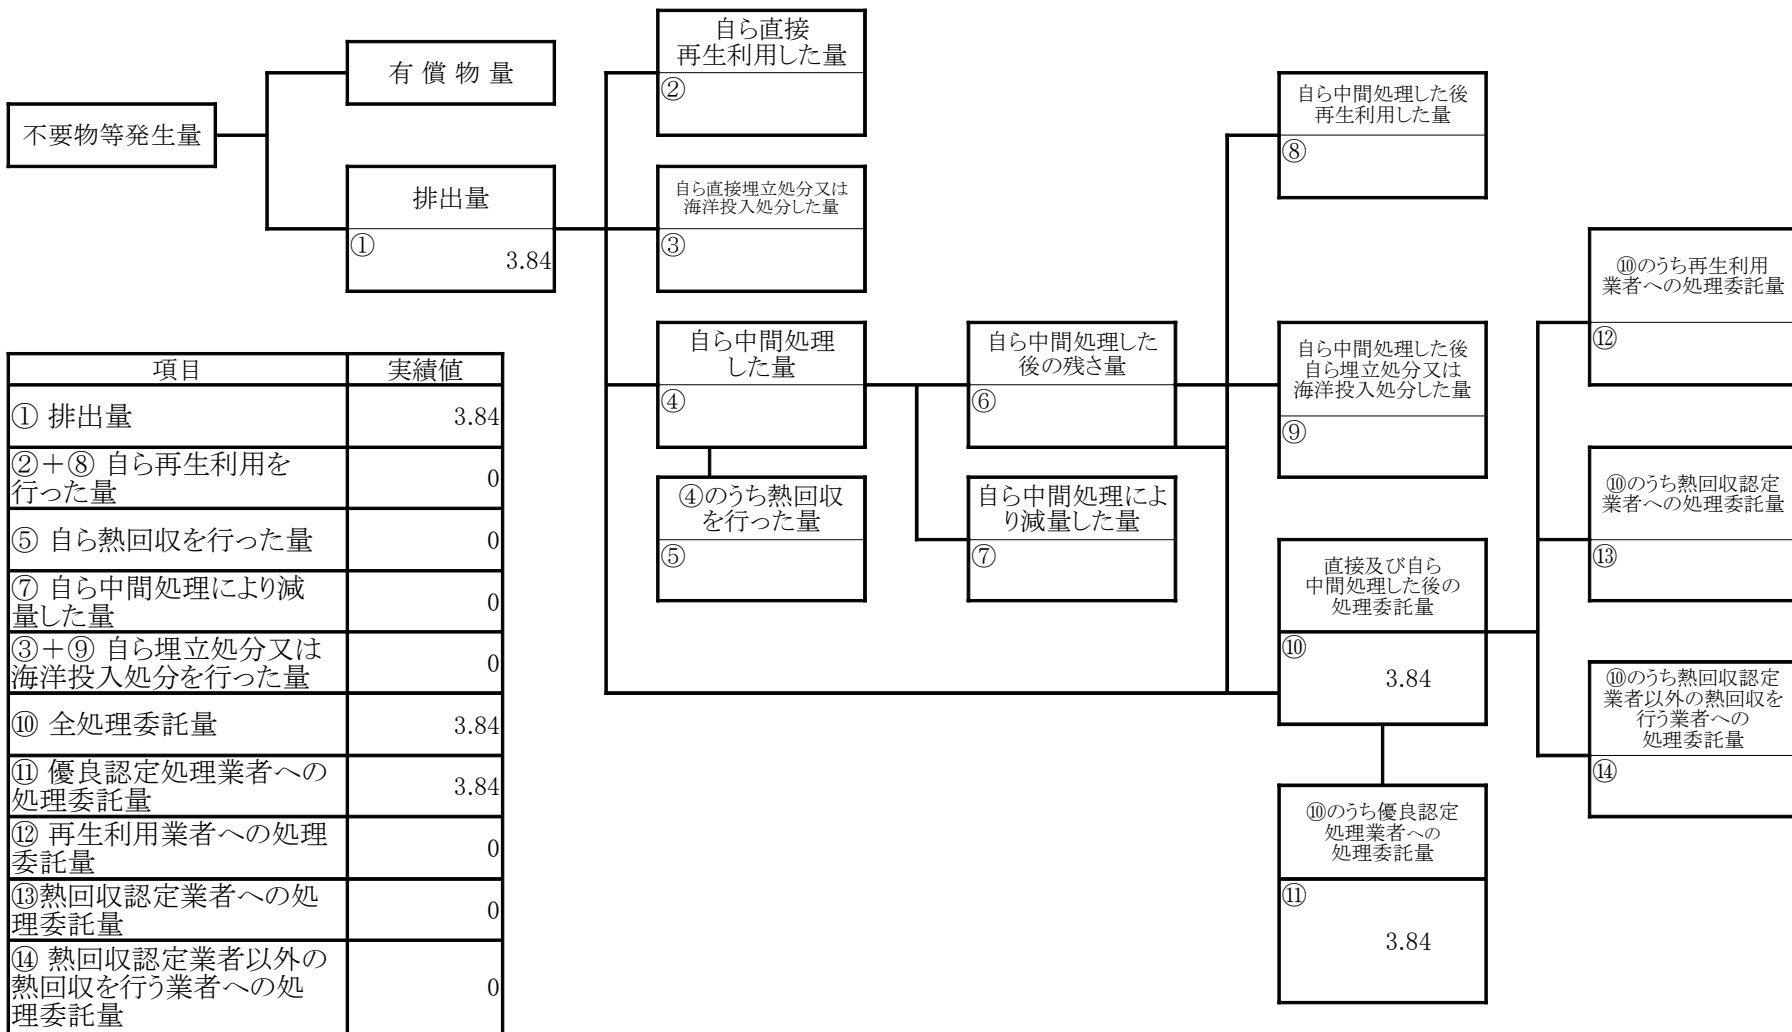 不要物等発生量
有 償 物 量
排出量
①
3.84
自ら直接
再生利用した量
②
自ら直接埋立処分又は
海洋投入処分した量
③
自ら中間処理
した量
④
④のうち熱回収
を行った量
⑤
自ら中間処理した
後の残さ量
⑥
自ら中間処理によ
り減量した量
⑦
自ら中間処理した後
再生利用した量
⑧
自ら中間処理した後
自ら埋立処分又は
海洋投入処分した量
⑨
直接及び自ら
中間処理した後の
処理委託量
⑩
3.84
⑩のうち優良認定
処理業者への
処理委託量
⑪
3.84
⑩のうち再生利用
業者への処理委託量
⑫
⑩のうち熱回収認定
業者への処理委託量
⑬
⑩のうち熱回収認定
業者以外の熱回収を
行う業者への
処理委託量
⑭
項目 実績値
① 排出量 3.84
②+⑧ 自ら再生利用を
行った量 0
⑤ 自ら熱回収を行った量 0
⑦ 自ら中間処理により減
量した量 0
③+⑨ 自ら埋立処分又は
海洋投入処分を行った量 0
⑩ 全処理委託量 3.84
⑪ 優良認定処理業者への
処理委託量 3.84
⑫ 再生利用業者への処理
委託量 0
⑬熱回収認定業者への処
理委託量 0
⑭ 熱回収認定業者以外の
熱回収を行う業者への処
理委託量 0